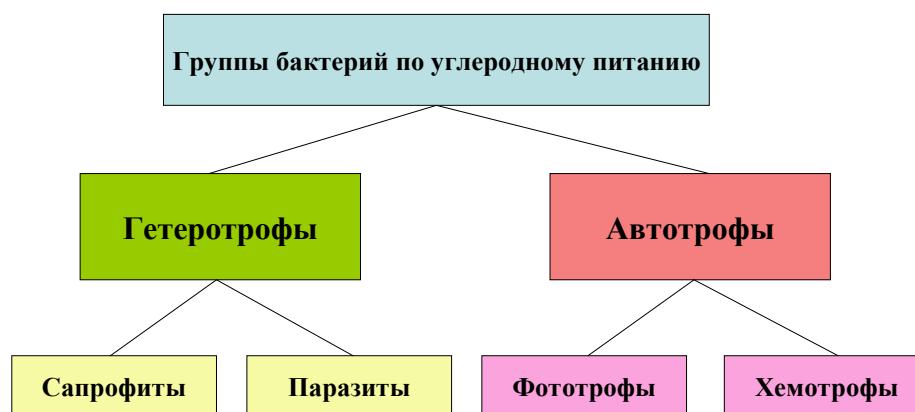 Группы бактерий по углеродному питанию
Гетеротрофы
Автотрофы
Сапрофиты
Паразиты
Фототрофы
Хемотрофы